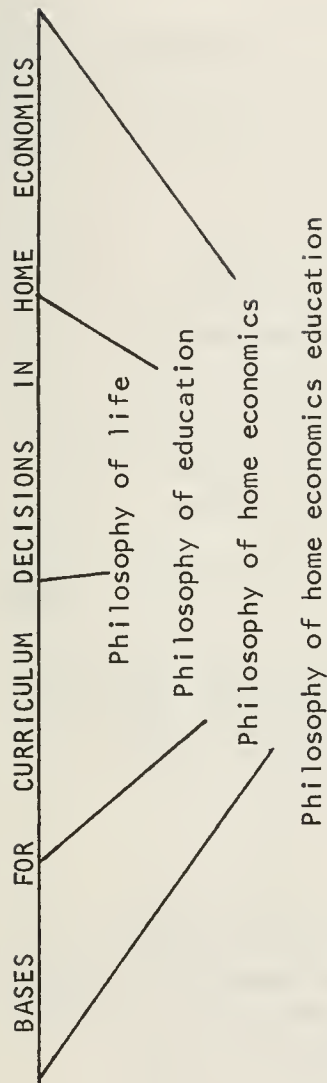 BASES FOR CURRICULUM DECISIONS IN HOME ECONOMICS
Philosophy of life
Philosophy of education
Philosophy of home economics
Philosophy of home economics education